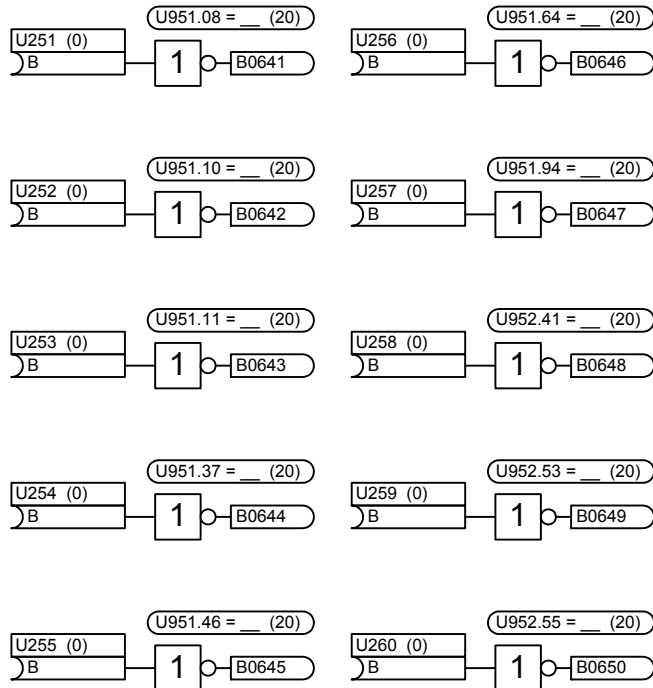 U951.08 = __ (20)
U251 (0)
B
1
B0641
U951.64 = __ (20)
U256 (0)
B
1
B0646
U951.10 = __ (20)
U252 (0)
B
1
B0642
U951.94 = __ (20)
U257 (0)
B
1
B0647
U951.11 = __ (20)
U253 (0)
B
1
B0643
U952.41 = __ (20)
U258 (0)
B
1
B0648
U951.37 = __ (20)
U254 (0)
B
1
B0644
U952.53 = __ (20)
U259 (0)
B
1
B0649
U951.46 = __ (20)
U255 (0)
B
1
B0645
U952.55 = __ (20)
U260 (0)
B
1
B0650